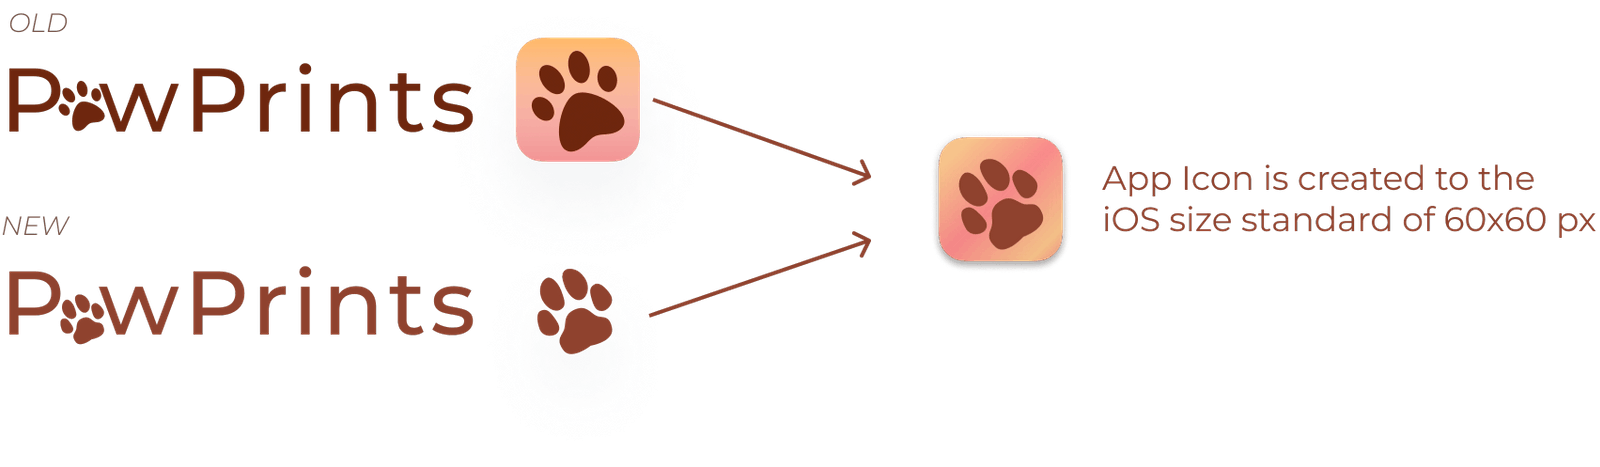 OLD
PawPrints
NEW
PawPrints
App Icon is created to the
iOS size standard of 60x60 px